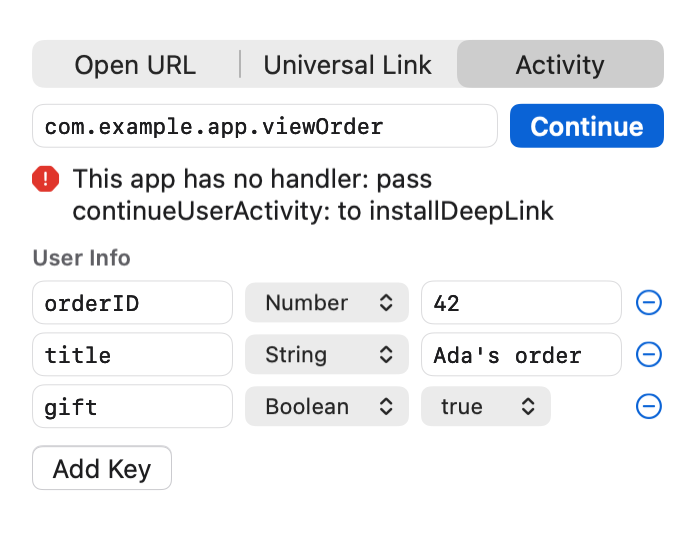 Open URL Universal Link Activity
com.example.app.viewOrder Continue
This app has no handler: pass
continueUserActivity: to installDeepLink
User Info
orderID Number 42
title String Ada's order
gift Boolean true
Add Key